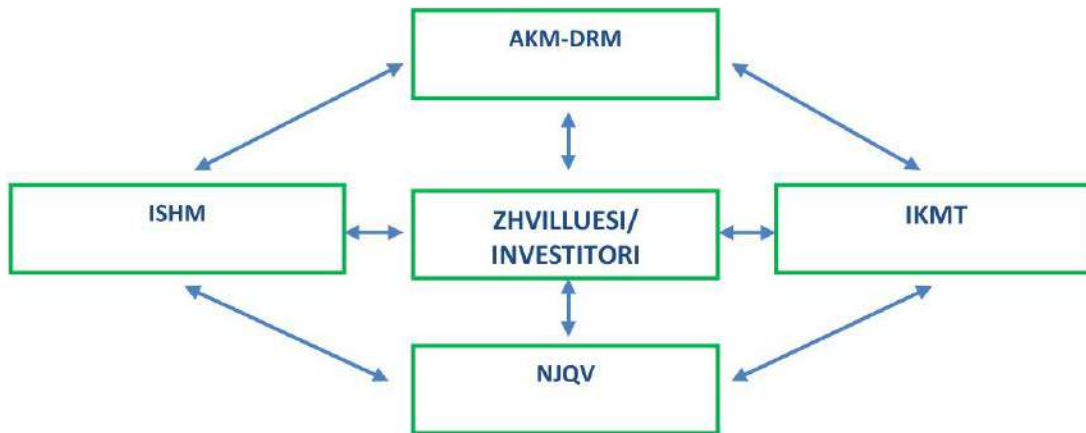 AKM-DRM
ISHM
ZHVILLUESI/
INVESTITORI
IKMT
NJQV